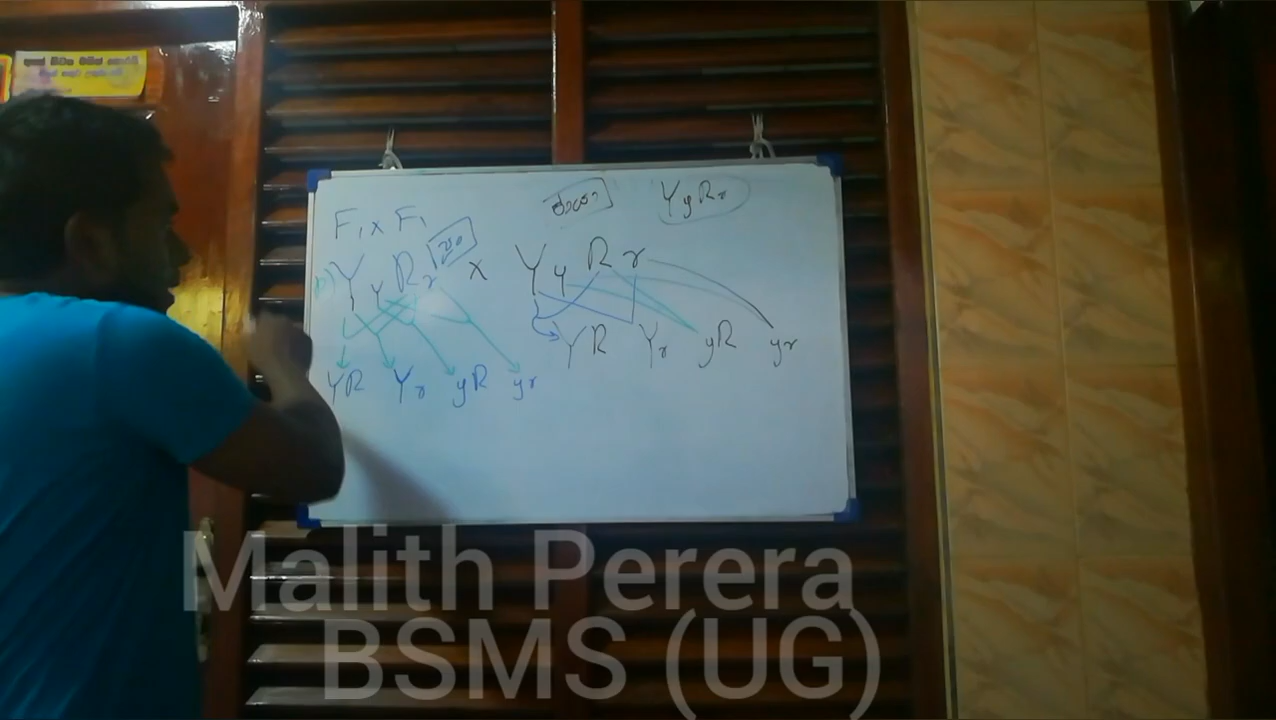 YyRr
F₁ x F₁
YyRr x YyRr
YR Yr yR yr
YR Yr yR yr
Malith Perera
BSMS (UG)